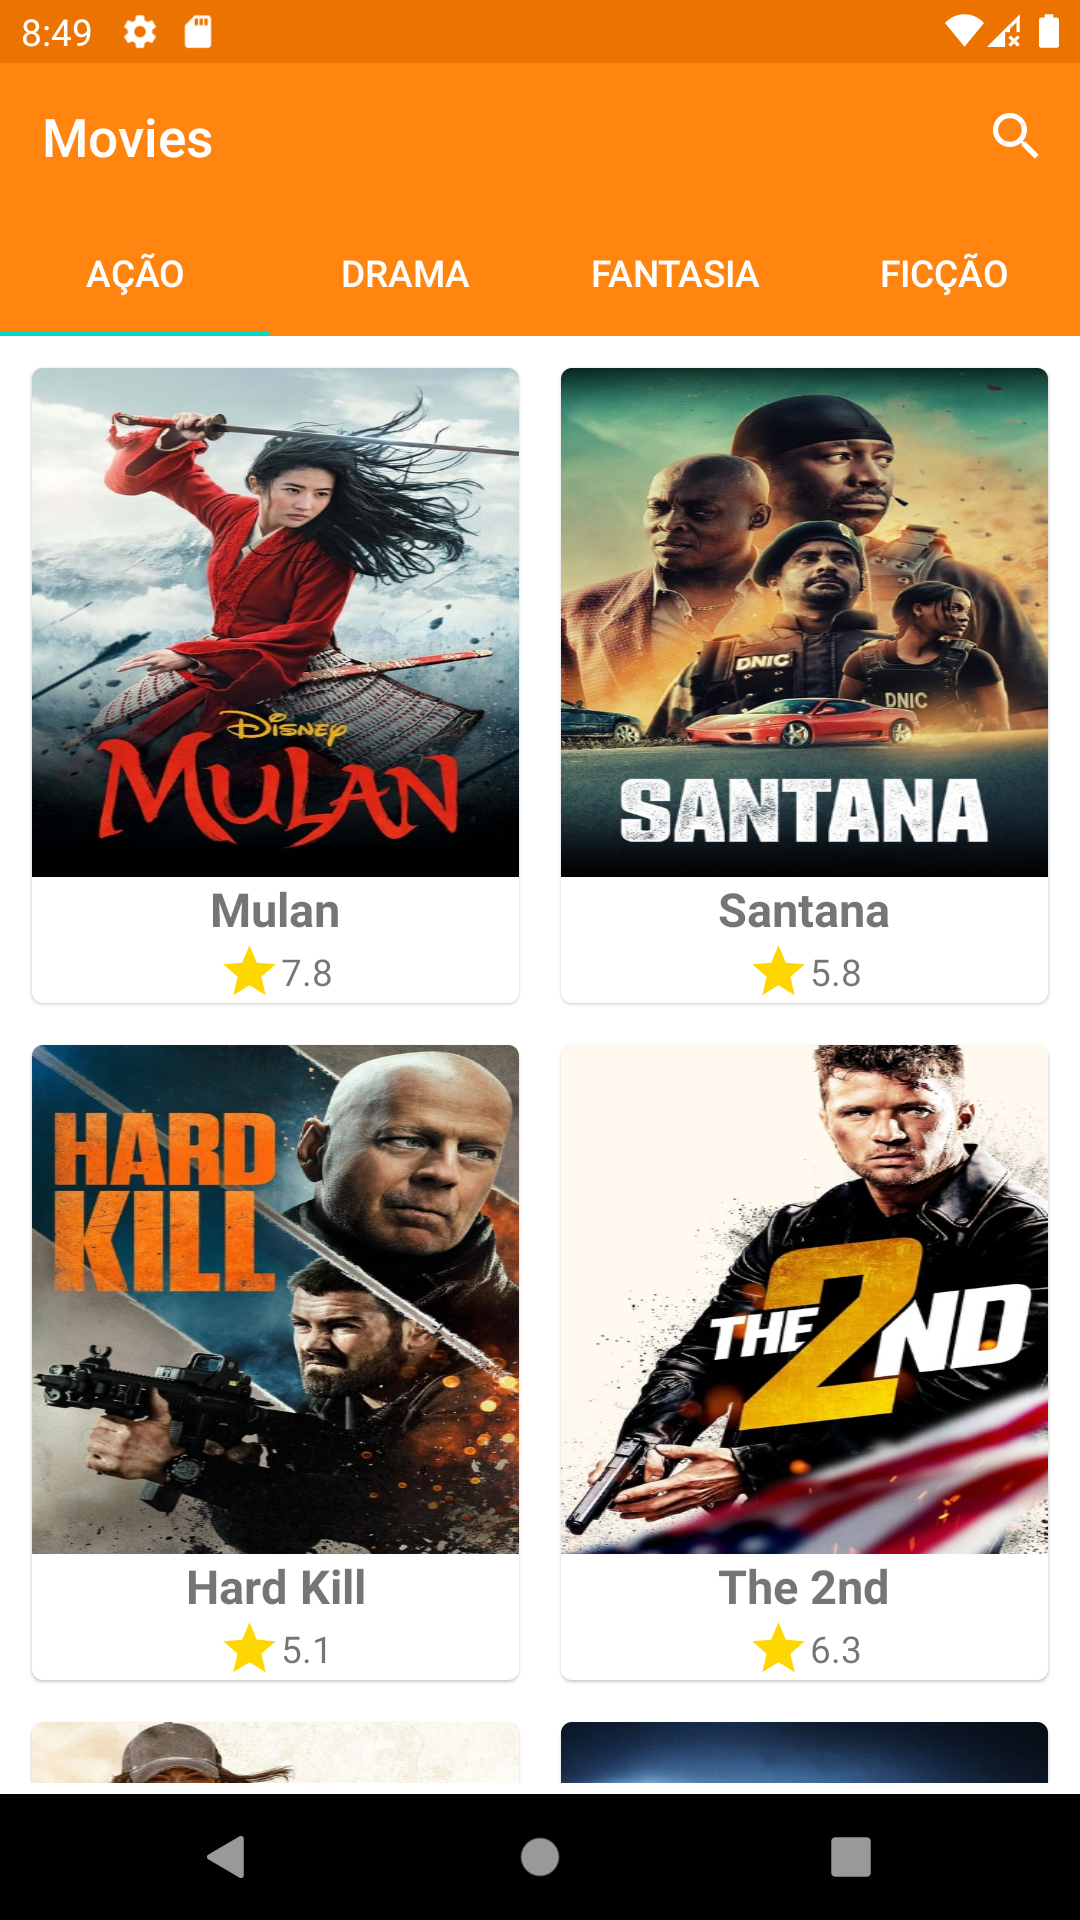 8:49
Movies
AÇÃO
DRAMA
FANTASIA
FICÇÃO
DISNEY
MULAN
DNIC
DNIC
SANTANA
Mulan
7.8
Santana
5.8
HARD
KILL
THE 2ND
Hard Kill
5.1
The 2nd
6.3